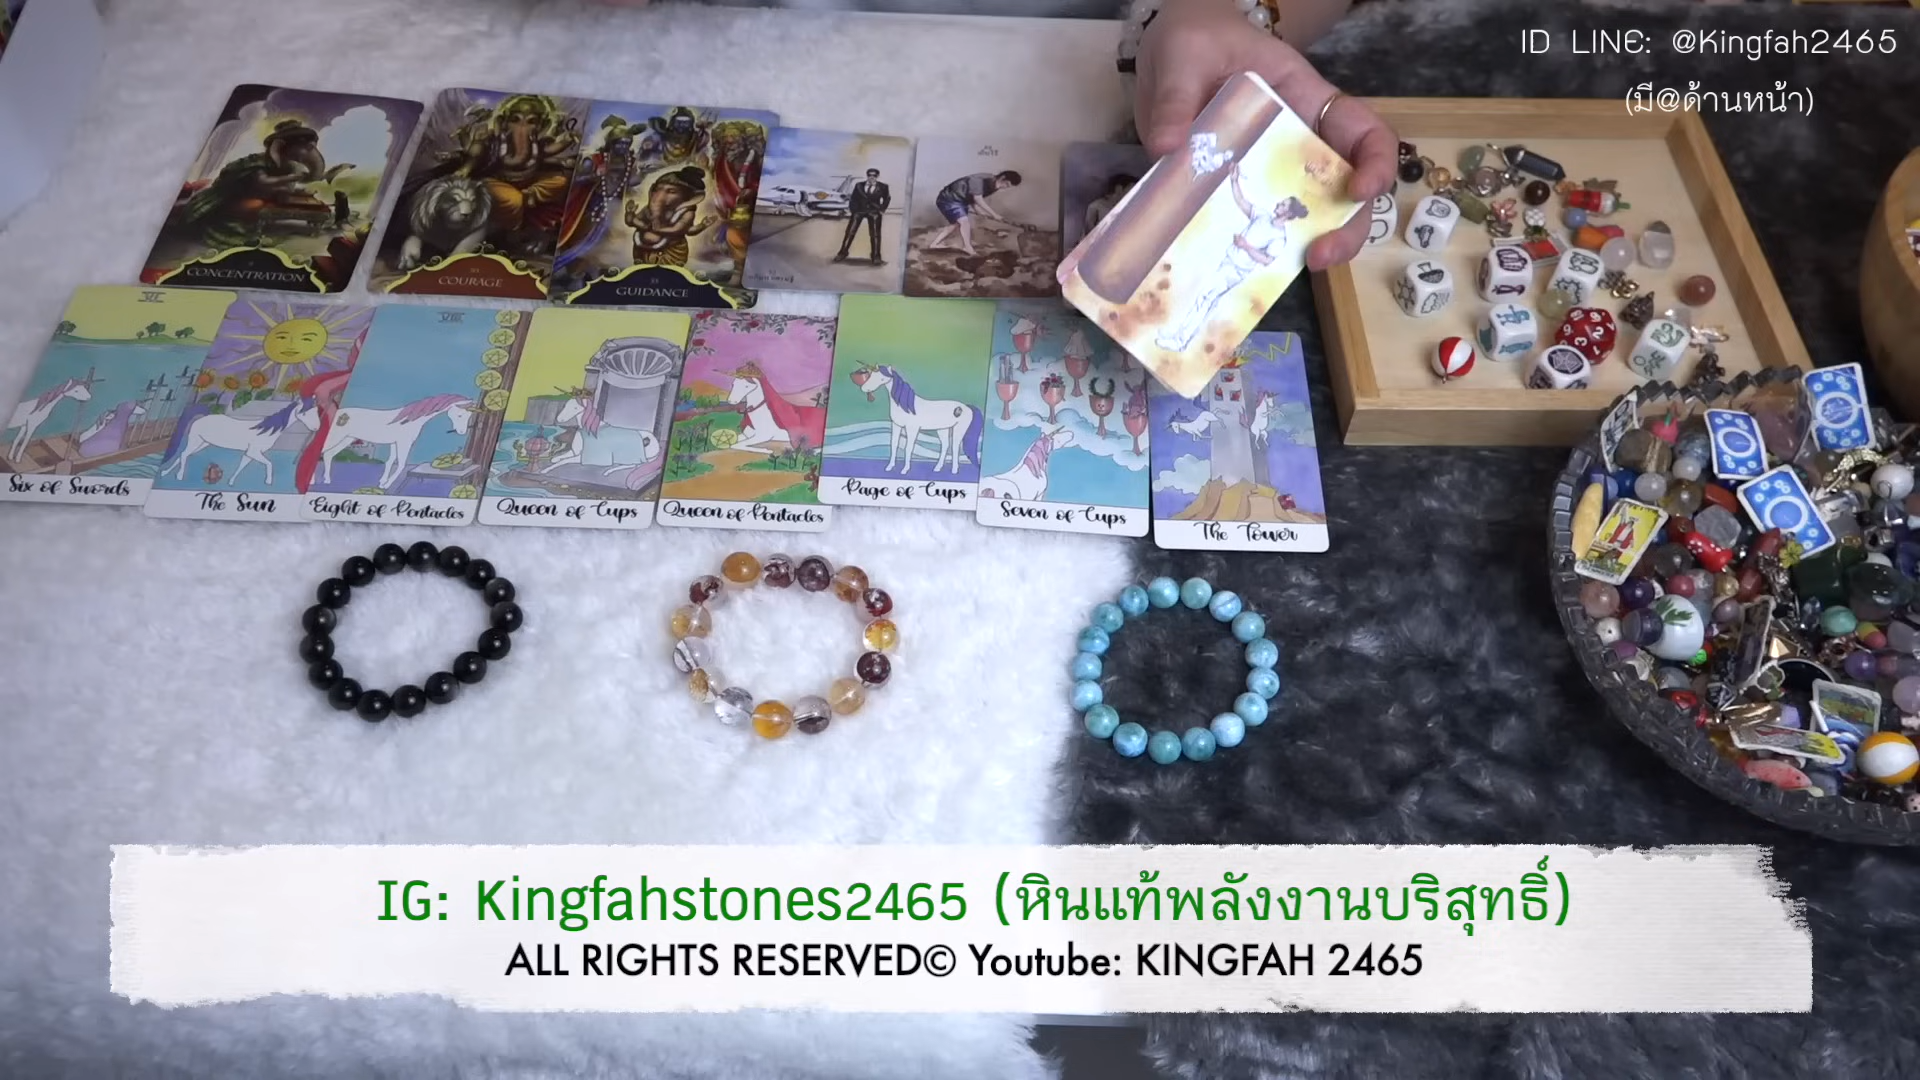 ID LINE: @Kingfah2465
(มี@ด้านหน้า)
CONCENTRATION
COURAGE
GUIDANCE
VI
VIII
Six of Swords
The Sun
Eight of Pentacles
Queen of Cups
Queen of Pentacles
Page of Cups
Seven of Cups
The Tower
IG: Kingfahstones2465 (หินแท้พลังงานบริสุทธิ์)
ALL RIGHTS RESERVED© Youtube: KINGFAH 2465